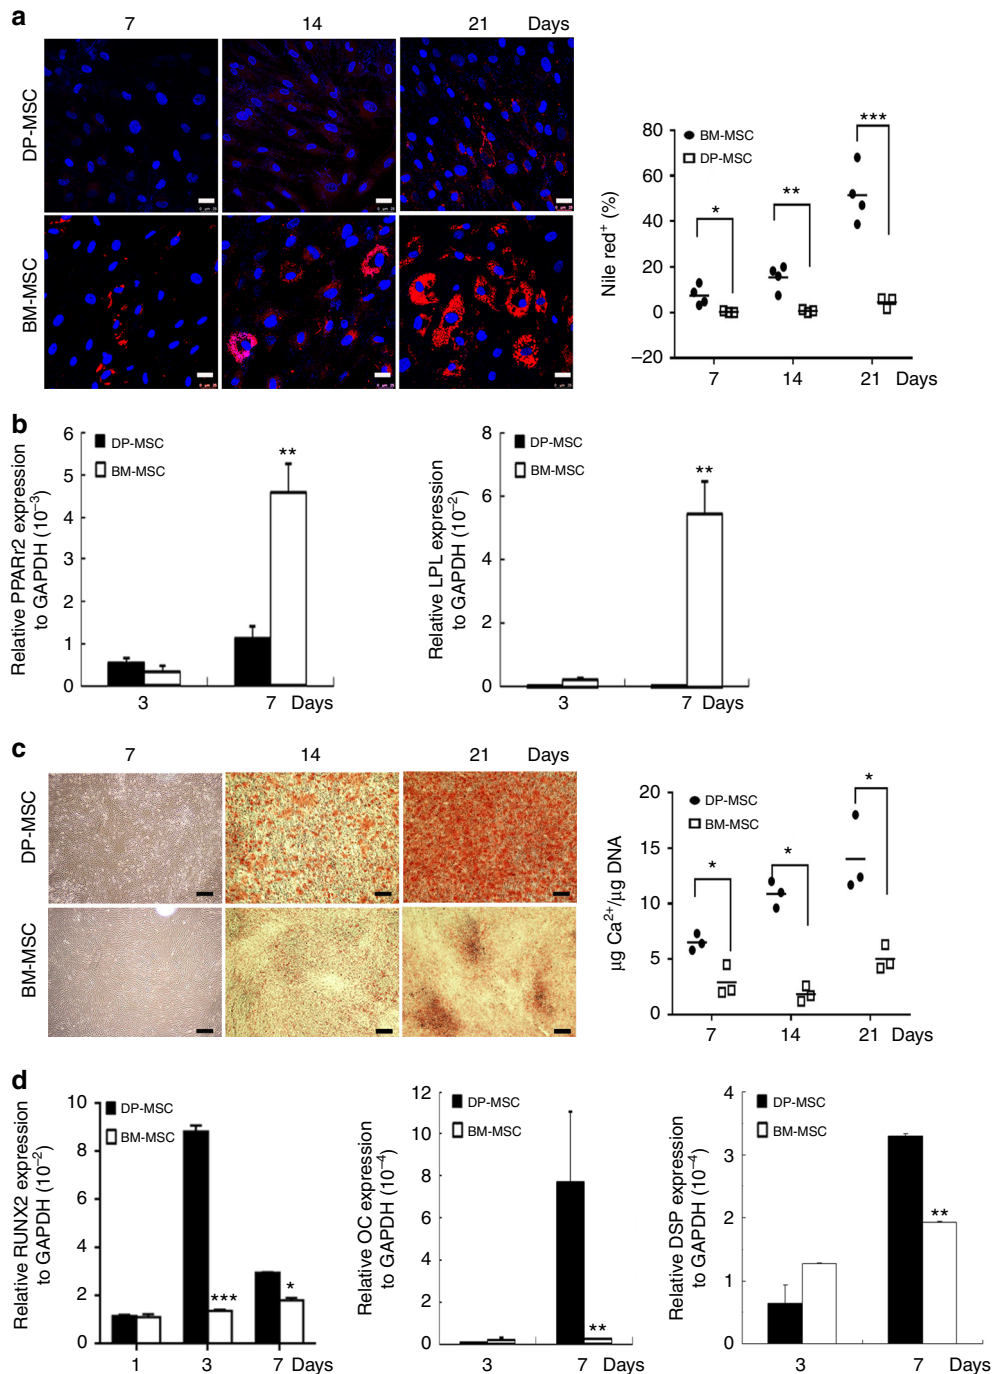 a
7 14 21 Days
DP-MSC
BM-MSC
Nile red⁺ (%)
80
60
40
20
0
–20
BM-MSC
DP-MSC
*
**
***
7 14 21 Days
b
Relative PPARr2 expression
to GAPDH (10⁻³)
6
5
4
3
2
1
0
DP-MSC
BM-MSC
**
3 7 Days
Relative LPL expression
to GAPDH (10⁻²)
8
6
4
2
0
DP-MSC
BM-MSC
**
3 7 Days
c
7 14 21 Days
DP-MSC
BM-MSC
µg Ca²⁺/µg DNA
20
15
10
5
0
DP-MSC
BM-MSC
*
*
*
7 14 21 Days
d
Relative RUNX2 expression
to GAPDH (10⁻²)
10
8
6
4
2
0
DP-MSC
BM-MSC
***
*
1 3 7 Days
Relative OC expression
to GAPDH (10⁻⁴)
12
10
8
6
4
2
0
DP-MSC
BM-MSC
**
3 7 Days
Relative DSP expression
to GAPDH (10⁻⁴)
4
3
2
1
0
DP-MSC
BM-MSC
**
3 7 Days